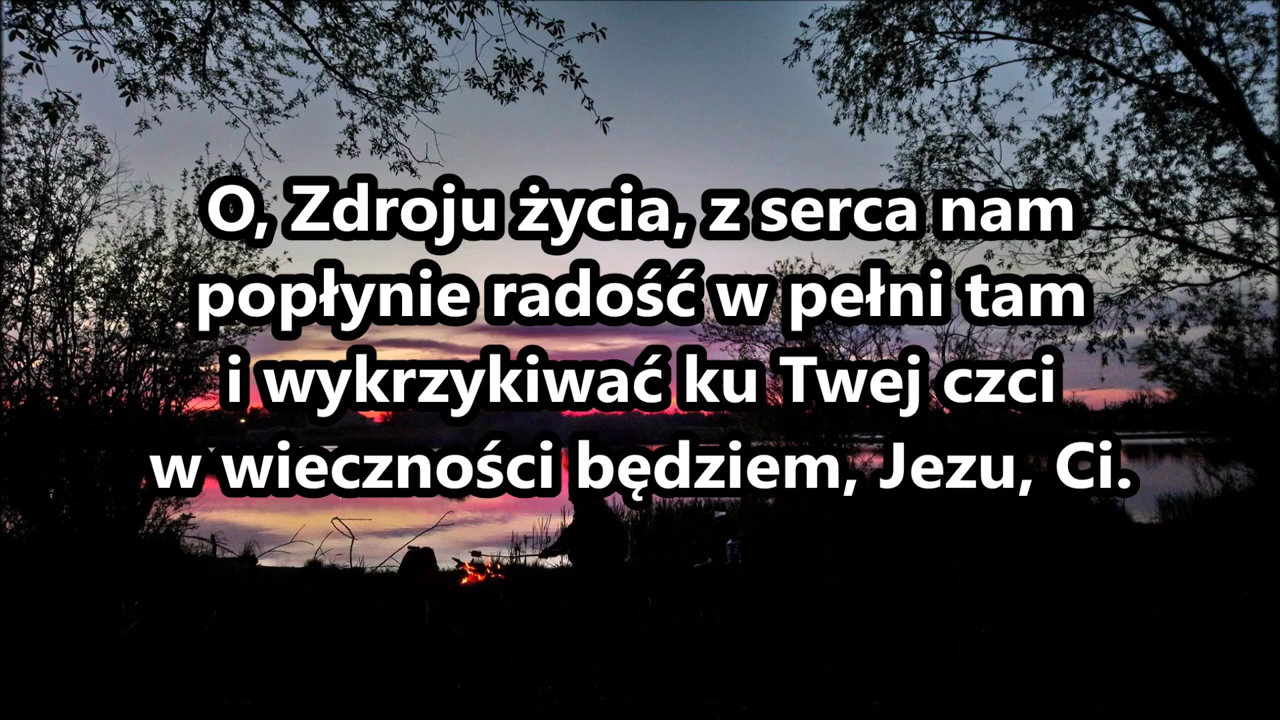 O, Zdroju życia, z serca nam
popłynie radość w pełni tam
i wykrzykiwać ku Twej czci
w wieczności będziem, Jezu, Ci.